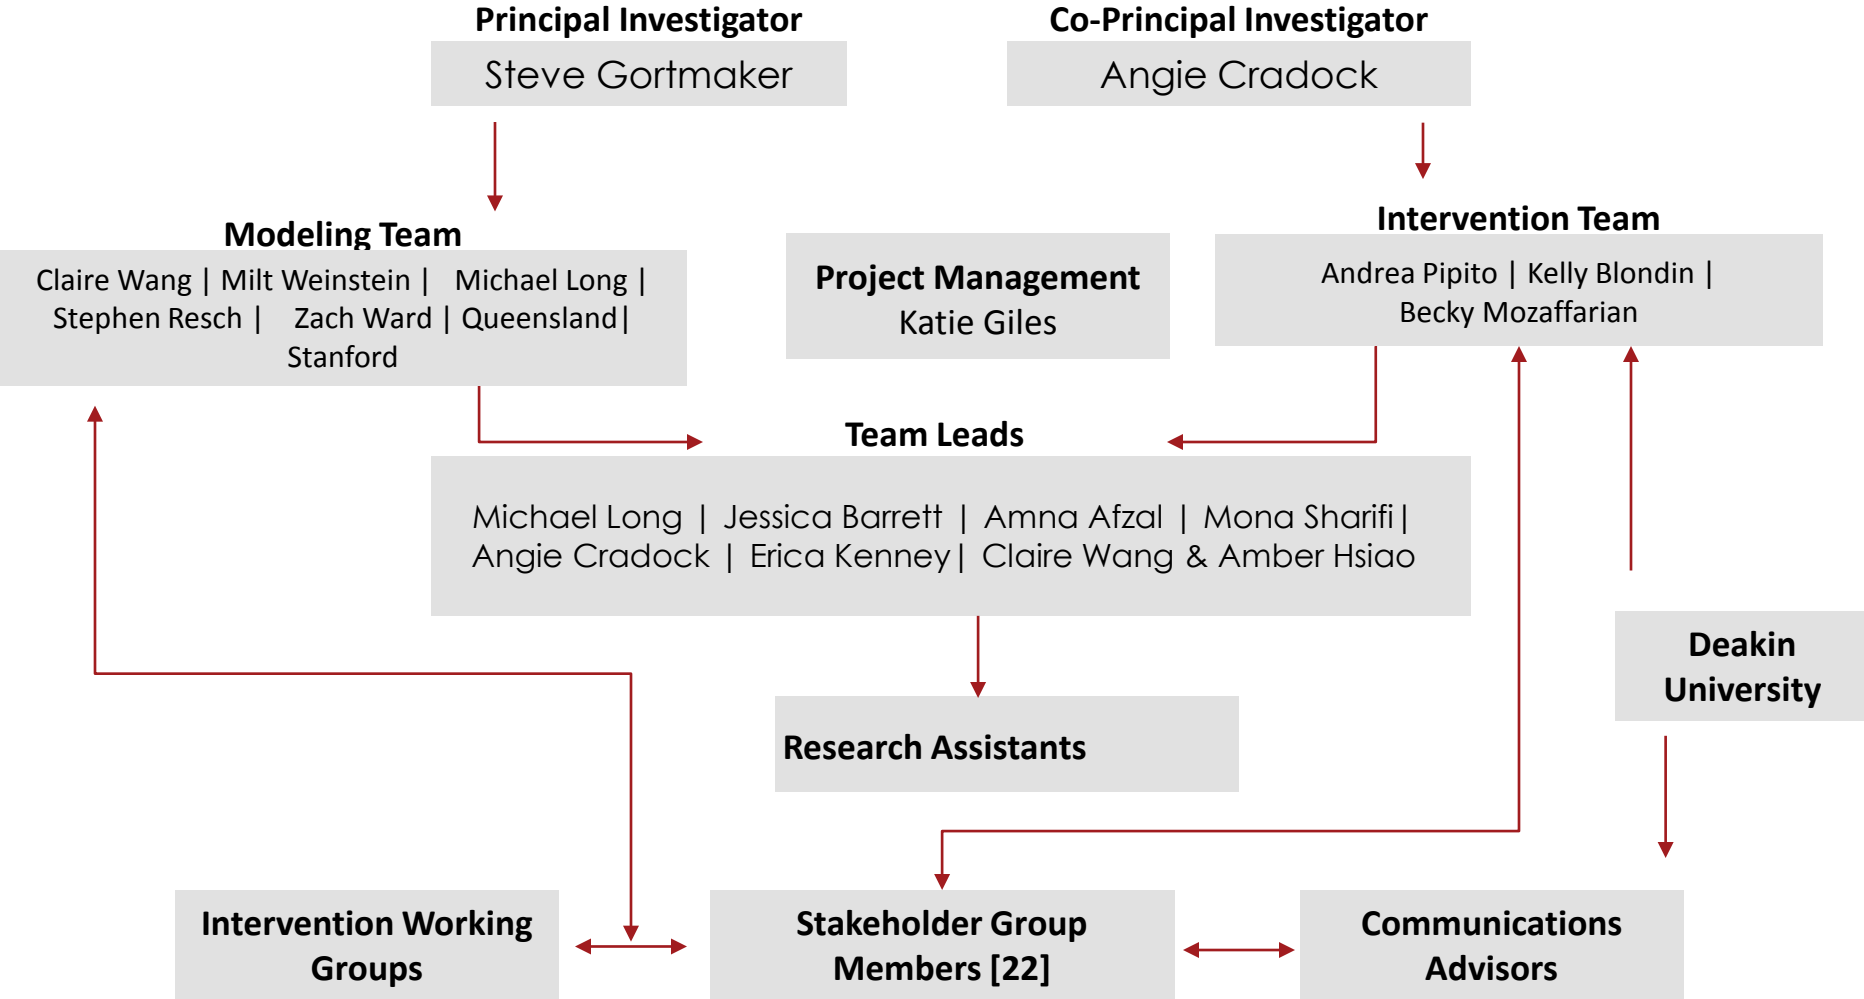 Principal Investigator
Steve Gortmaker
Co-Principal Investigator
Angie Cradock
Modeling Team
Claire Wang | Milt Weinstein | Michael Long |
Stephen Resch | Zach Ward | Queensland|
Stanford
Project Management
Katie Giles
Intervention Team
Andrea Pipito | Kelly Blondin |
Becky Mozaffarian
Team Leads
Michael Long | Jessica Barrett | Amna Afzal | Mona Sharifi|
Angie Cradock | Erica Kenney| Claire Wang & Amber Hsiao
Deakin
University
Research Assistants
Intervention Working
Groups
Stakeholder Group
Members [22]
Communications
Advisors